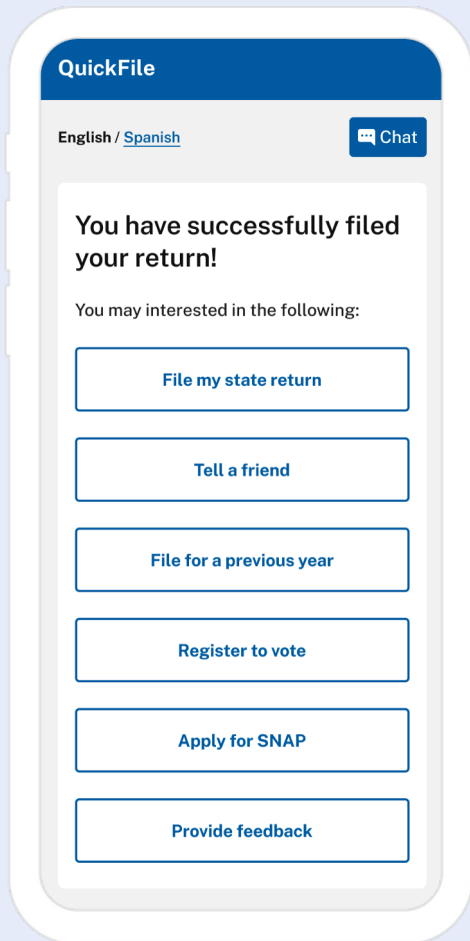 QuickFile
English / Spanish
Chat
You have successfully filed
your return!
You may interested in the following:
File my state return
Tell a friend
File for a previous year
Register to vote
Apply for SNAP
Provide feedback